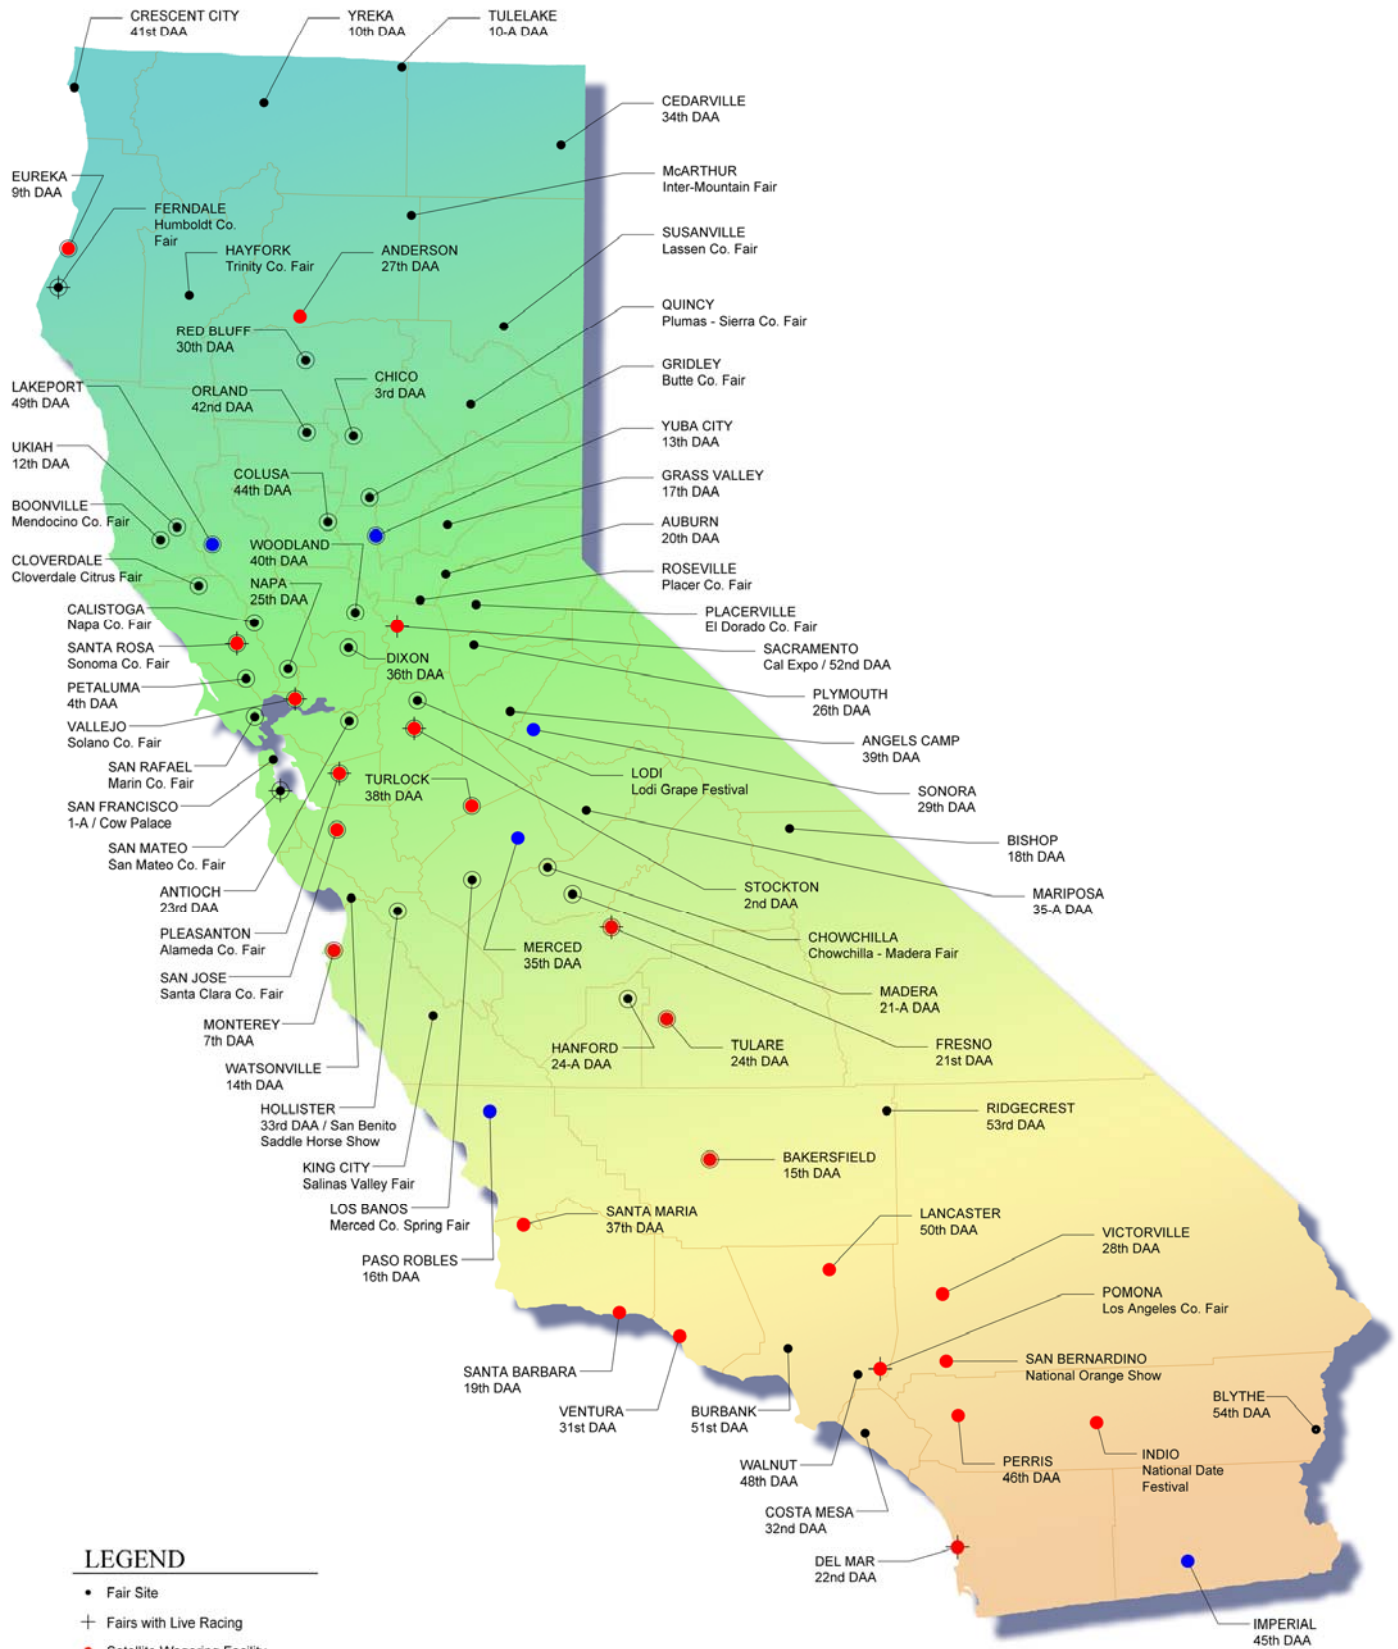 CRESCENT CITY
41st DAA
YREKA
10th DAA
TULELAKE
10-A DAA
CEDARVILLE
34th DAA
McARTHUR
Inter-Mountain Fair
EUREKA
9th DAA
FERNDALE
Humboldt Co.
Fair
HAYFORK
Trinity Co. Fair
ANDERSON
27th DAA
SUSANVILLE
Lassen Co. Fair
QUINCY
Plumas - Sierra Co. Fair
RED BLUFF
30th DAA
GRIDLEY
Butte Co. Fair
LAKEPORT
49th DAA
ORLAND
42nd DAA
CHICO
3rd DAA
YUBA CITY
13th DAA
UKIAH
12th DAA
COLUSA
44th DAA
GRASS VALLEY
17th DAA
BOONVILLE
Mendocino Co. Fair
WOODLAND
40th DAA
AUBURN
20th DAA
CLOVERDALE
Cloverdale Citrus Fair
NAPA
25th DAA
ROSEVILLE
Placer Co. Fair
CALISTOGA
Napa Co. Fair
PLACERVILLE
El Dorado Co. Fair
SANTA ROSA
Sonoma Co. Fair
DIXON
36th DAA
SACRAMENTO
Cal Expo / 52nd DAA
PETALUMA
4th DAA
PLYMOUTH
26th DAA
VALLEJO
Solano Co. Fair
ANGELS CAMP
39th DAA
SAN RAFAEL
Marin Co. Fair
TURLOCK
38th DAA
LODI
Lodi Grape Festival
SONORA
29th DAA
SAN FRANCISCO
1-A / Cow Palace
SAN MATEO
San Mateo Co. Fair
BISHOP
18th DAA
ANTIOCH
23rd DAA
STOCKTON
2nd DAA
MARIPOSA
35-A DAA
PLEASANTON
Alameda Co. Fair
MERCED
35th DAA
CHOWCHILLA
Chowchilla - Madera Fair
SAN JOSE
Santa Clara Co. Fair
MADERA
21-A DAA
MONTEREY
7th DAA
HANFORD
24-A DAA
TULARE
24th DAA
FRESNO
21st DAA
WATSONVILLE
14th DAA
HOLLISTER
33rd DAA / San Benito
Saddle Horse Show
RIDGECREST
53rd DAA
KING CITY
Salinas Valley Fair
BAKERSFIELD
15th DAA
LOS BANOS
Merced Co. Spring Fair
SANTA MARIA
37th DAA
LANCASTER
50th DAA
VICTORVILLE
28th DAA
PASO ROBLES
16th DAA
POMONA
Los Angeles Co. Fair
SANTA BARBARA
19th DAA
SAN BERNARDINO
National Orange Show
VENTURA
31st DAA
BURBANK
51st DAA
BLYTHE
54th DAA
WALNUT
48th DAA
PERRIS
46th DAA
INDIO
National Date
Festival
COSTA MESA
32nd DAA
DEL MAR
22nd DAA
IMPERIAL
45th DAA
LEGEND
Fair Site
Fairs with Live Racing
Satellite Wagering Facility